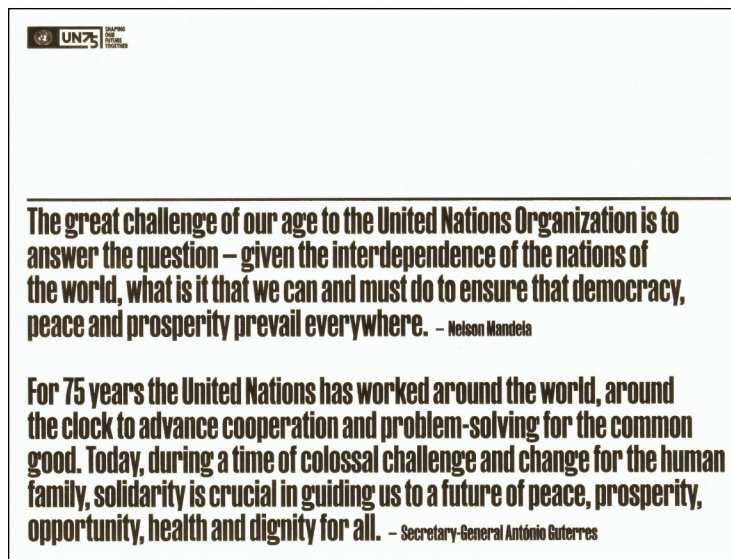 UN75
SHAPING
OUR
FUTURE
TOGETHER
The great challenge of our age to the United Nations Organization is to
answer the question – given the interdependence of the nations of
the world, what is it that we can and must do to ensure that democracy,
peace and prosperity prevail everywhere. – Nelson Mandela
For 75 years the United Nations has worked around the world, around
the clock to advance cooperation and problem-solving for the common
good. Today, during a time of colossal challenge and change for the human
family, solidarity is crucial in guiding us to a future of peace, prosperity,
opportunity, health and dignity for all. – Secretary-General António Guterres